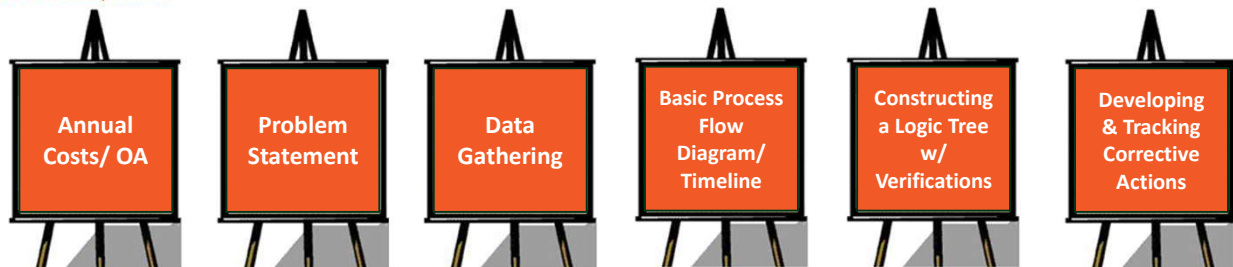 Annual
Costs/ OA
Problem
Statement
Data
Gathering
Basic Process
Flow
Diagram/
Timeline
Constructing
a Logic Tree
w/
Verifications
Developing
& Tracking
Corrective
Actions